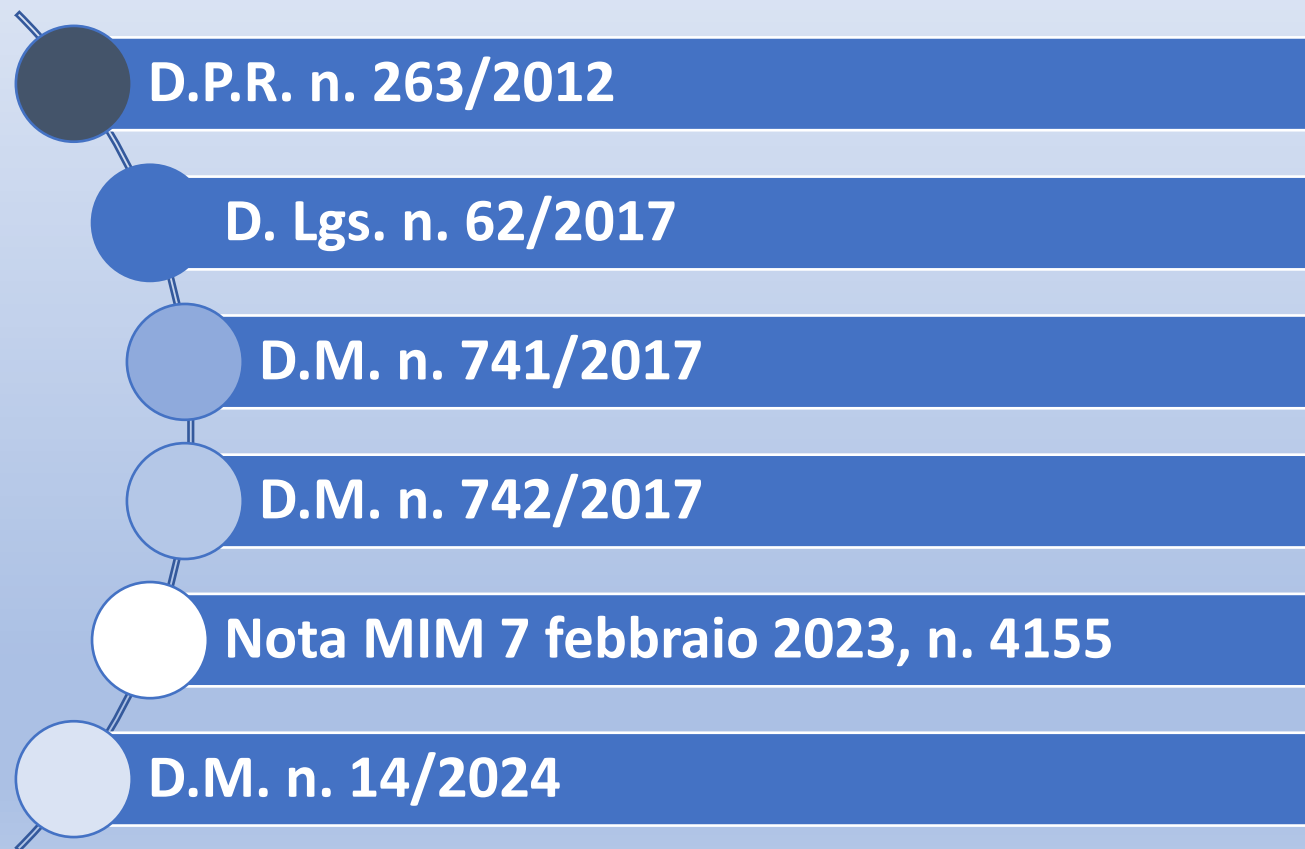 D.P.R. n. 263/2012
D. Lgs. n. 62/2017
D.M. n. 741/2017
D.M. n. 742/2017
Nota MIM 7 febbraio 2023, n. 4155
D.M. n. 14/2024